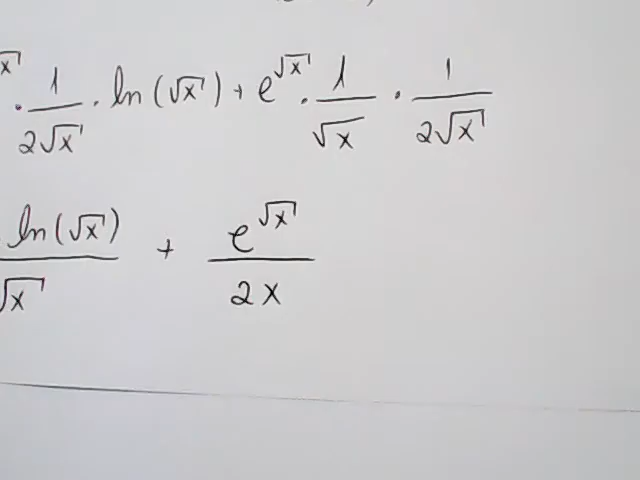 √x · 1/(2√x) · ln(√x) + e^√x · 1/√x · 1/(2√x)
ln(√x)/√x + e^√x/(2x)